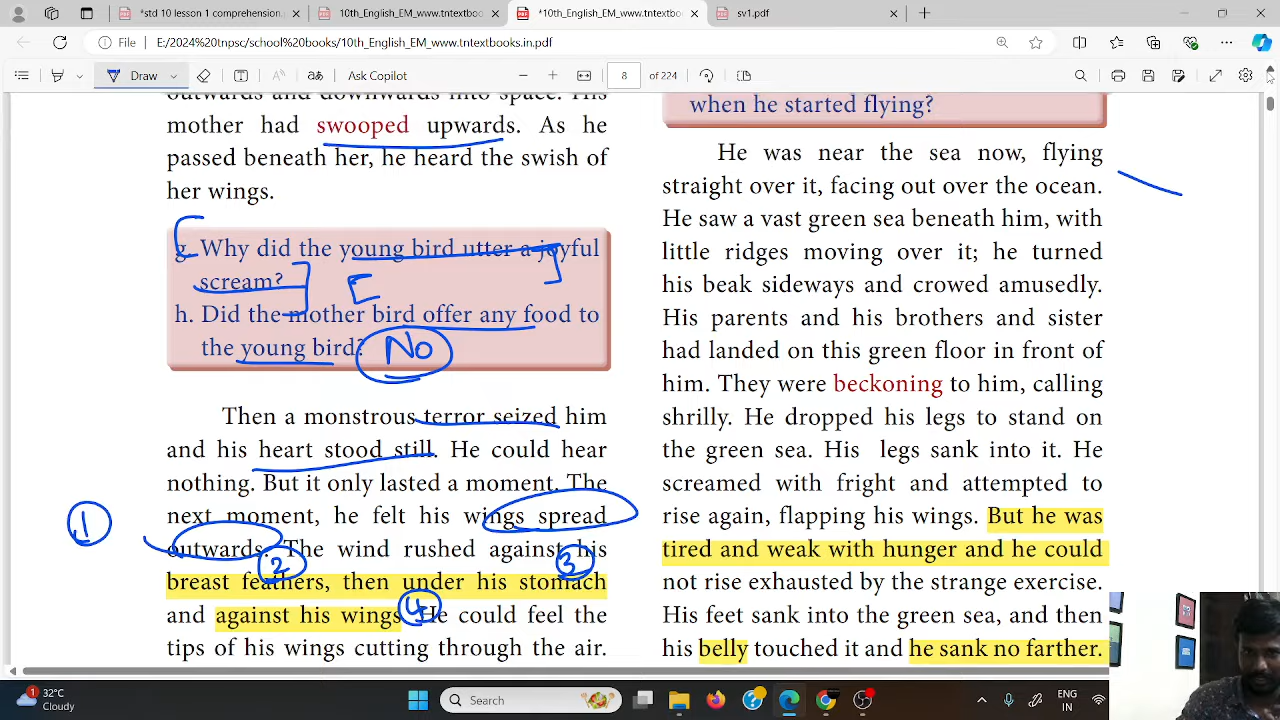 *std 10 lesson 1 comprehension
10th_English_EM_www.tntextbooks
*10th_English_EM_www.tntextboo
sv1.pdf
File
E:/2024%20tnpsc/school%20books/10th_English_EM_www.tntextbooks.in.pdf
Draw
Ask Copilot
8
of 224
outwards and downwards into space. His
mother had swooped upwards. As he
passed beneath her, he heard the swish of
her wings.
g. Why did the young bird utter a joyful
scream?
h. Did the mother bird offer any food to
the young bird?
No
Then a monstrous terror seized him
and his heart stood still. He could hear
nothing. But it only lasted a moment. The
next moment, he felt his wings spread
1
outwards. The wind rushed against his
2
3
breast feathers, then under his stomach
and against his wings. He could feel the
4
tips of his wings cutting through the air.
when he started flying?
He was near the sea now, flying
straight over it, facing out over the ocean.
He saw a vast green sea beneath him, with
little ridges moving over it; he turned
his beak sideways and crowed amusedly.
His parents and his brothers and sister
had landed on this green floor in front of
him. They were beckoning to him, calling
shrilly. He dropped his legs to stand on
the green sea. His legs sank into it. He
screamed with fright and attempted to
rise again, flapping his wings. But he was
tired and weak with hunger and he could
not rise exhausted by the strange exercise.
His feet sank into the green sea, and then
his belly touched it and he sank no farther.
1
32°C
Cloudy
Search
2
ENG
IN